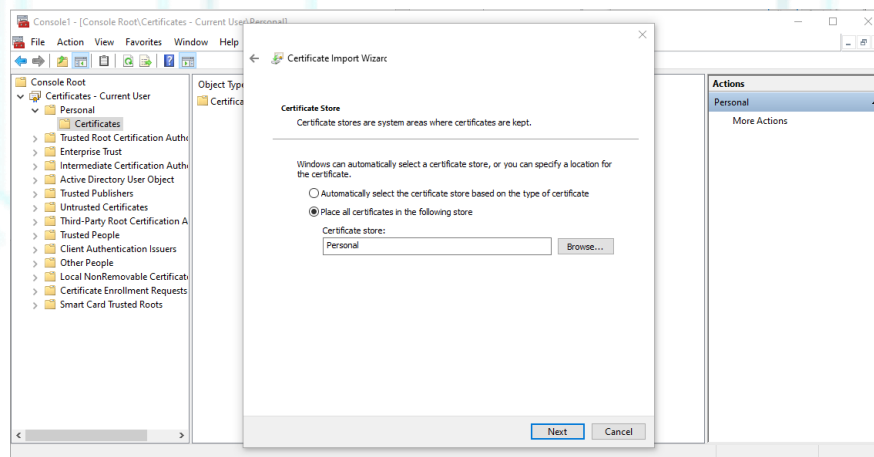 Console1 - [Console Root\Certificates - Current User\Personal]
File Action View Favorites Window Help
Console Root
Certificates - Current User
Personal
Certificates
Trusted Root Certification Autho
Enterprise Trust
Intermediate Certification Autho
Active Directory User Object
Trusted Publishers
Untrusted Certificates
Third-Party Root Certification A
Trusted People
Client Authentication Issuers
Other People
Local NonRemovable Certificat
Certificate Enrollment Requests
Smart Card Trusted Roots
Object Type
Certifica
Certificate Import Wizard
Certificate Store
Certificate stores are system areas where certificates are kept.
Windows can automatically select a certificate store, or you can specify a location for
the certificate.
Automatically select the certificate store based on the type of certificate
Place all certificates in the following store
Certificate store:
Personal
Browse...
Next
Cancel
Actions
Personal
More Actions